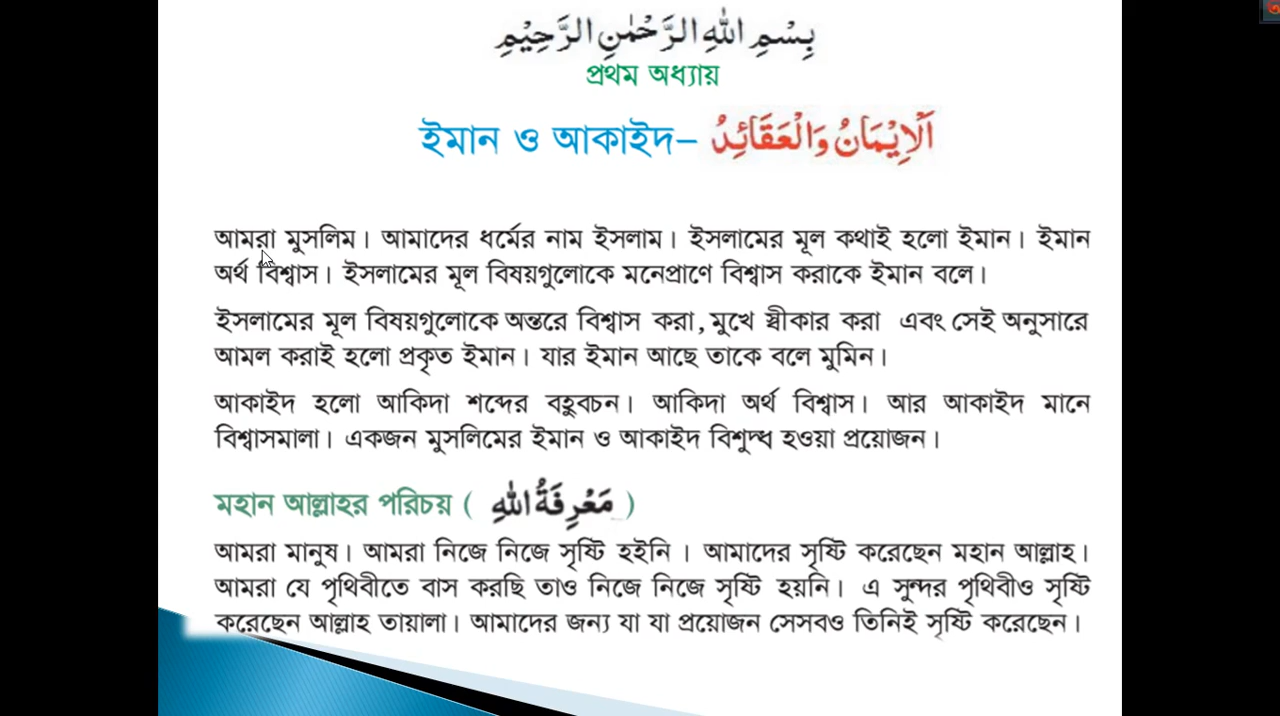 بِسْمِ اللهِ الرَّحْمٰنِ الرَّحِيْمِ
প্রথম অধ্যায়
ইমান ও আকাইদ– اَلْاِيْمَانُ وَالْعَقَائِدُ
আমরা মুসলিম। আমাদের ধর্মের নাম ইসলাম। ইসলামের মূল কথাই হলো ইমান। ইমান
অর্থ বিশ্বাস। ইসলামের মূল বিষয়গুলোকে মনেপ্রাণে বিশ্বাস করাকে ইমান বলে।
ইসলামের মূল বিষয়গুলোকে অন্তরে বিশ্বাস করা, মুখে স্বীকার করা এবং সেই অনুসারে
আমল করাই হলো প্রকৃত ইমান। যার ইমান আছে তাকে বলে মুমিন।
আকাইদ হলো আকিদা শব্দের বহুবচন। আকিদা অর্থ বিশ্বাস। আর আকাইদ মানে
বিশ্বাসমালা। একজন মুসলিমের ইমান ও আকাইদ বিশুদ্ধ হওয়া প্রয়োজন।
মহান আল্লাহর পরিচয় ( مَعْرِفَةُ اللهِ )
আমরা মানুষ। আমরা নিজে নিজে সৃষ্টি হইনি । আমাদের সৃষ্টি করেছেন মহান আল্লাহ।
আমরা যে পৃথিবীতে বাস করছি তাও নিজে নিজে সৃষ্টি হয়নি। এ সুন্দর পৃথিবীও সৃষ্টি
করেছেন আল্লাহ তায়ালা। আমাদের জন্য যা যা প্রয়োজন সেসবও তিনিই সৃষ্টি করেছেন।